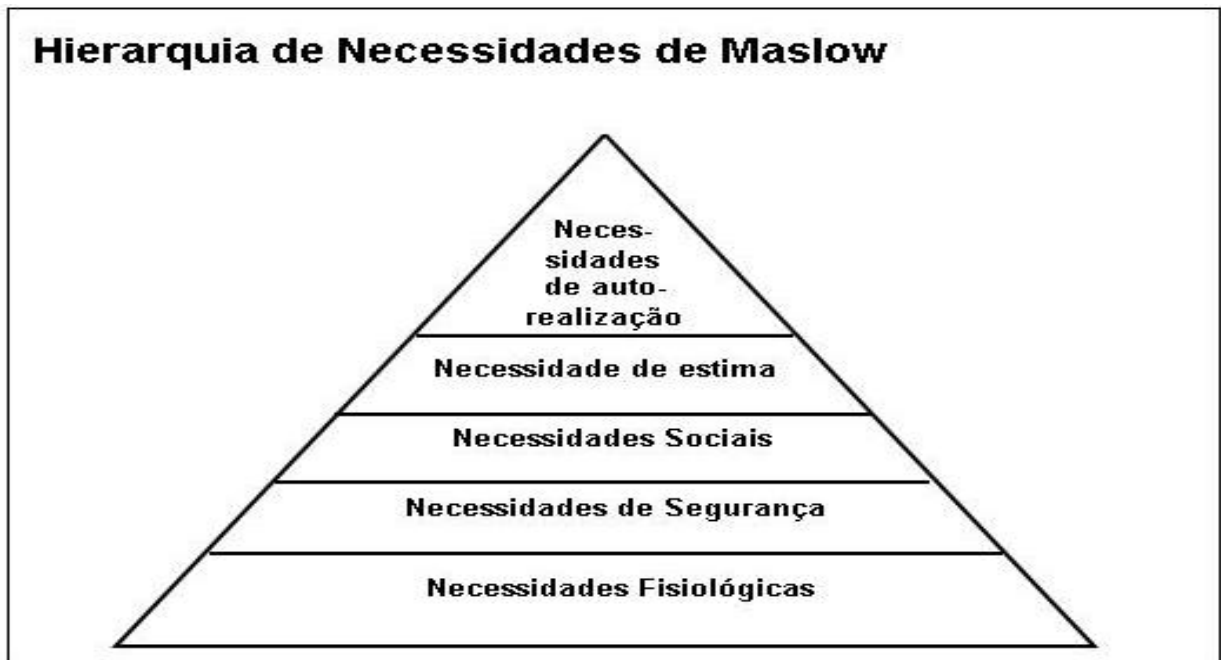 Hierarquia de Necessidades de Maslow
Neces-
sidades
de auto-
realização
Necessidade de estima
Necessidades Sociais
Necessidades de Segurança
Necessidades Fisiológicas